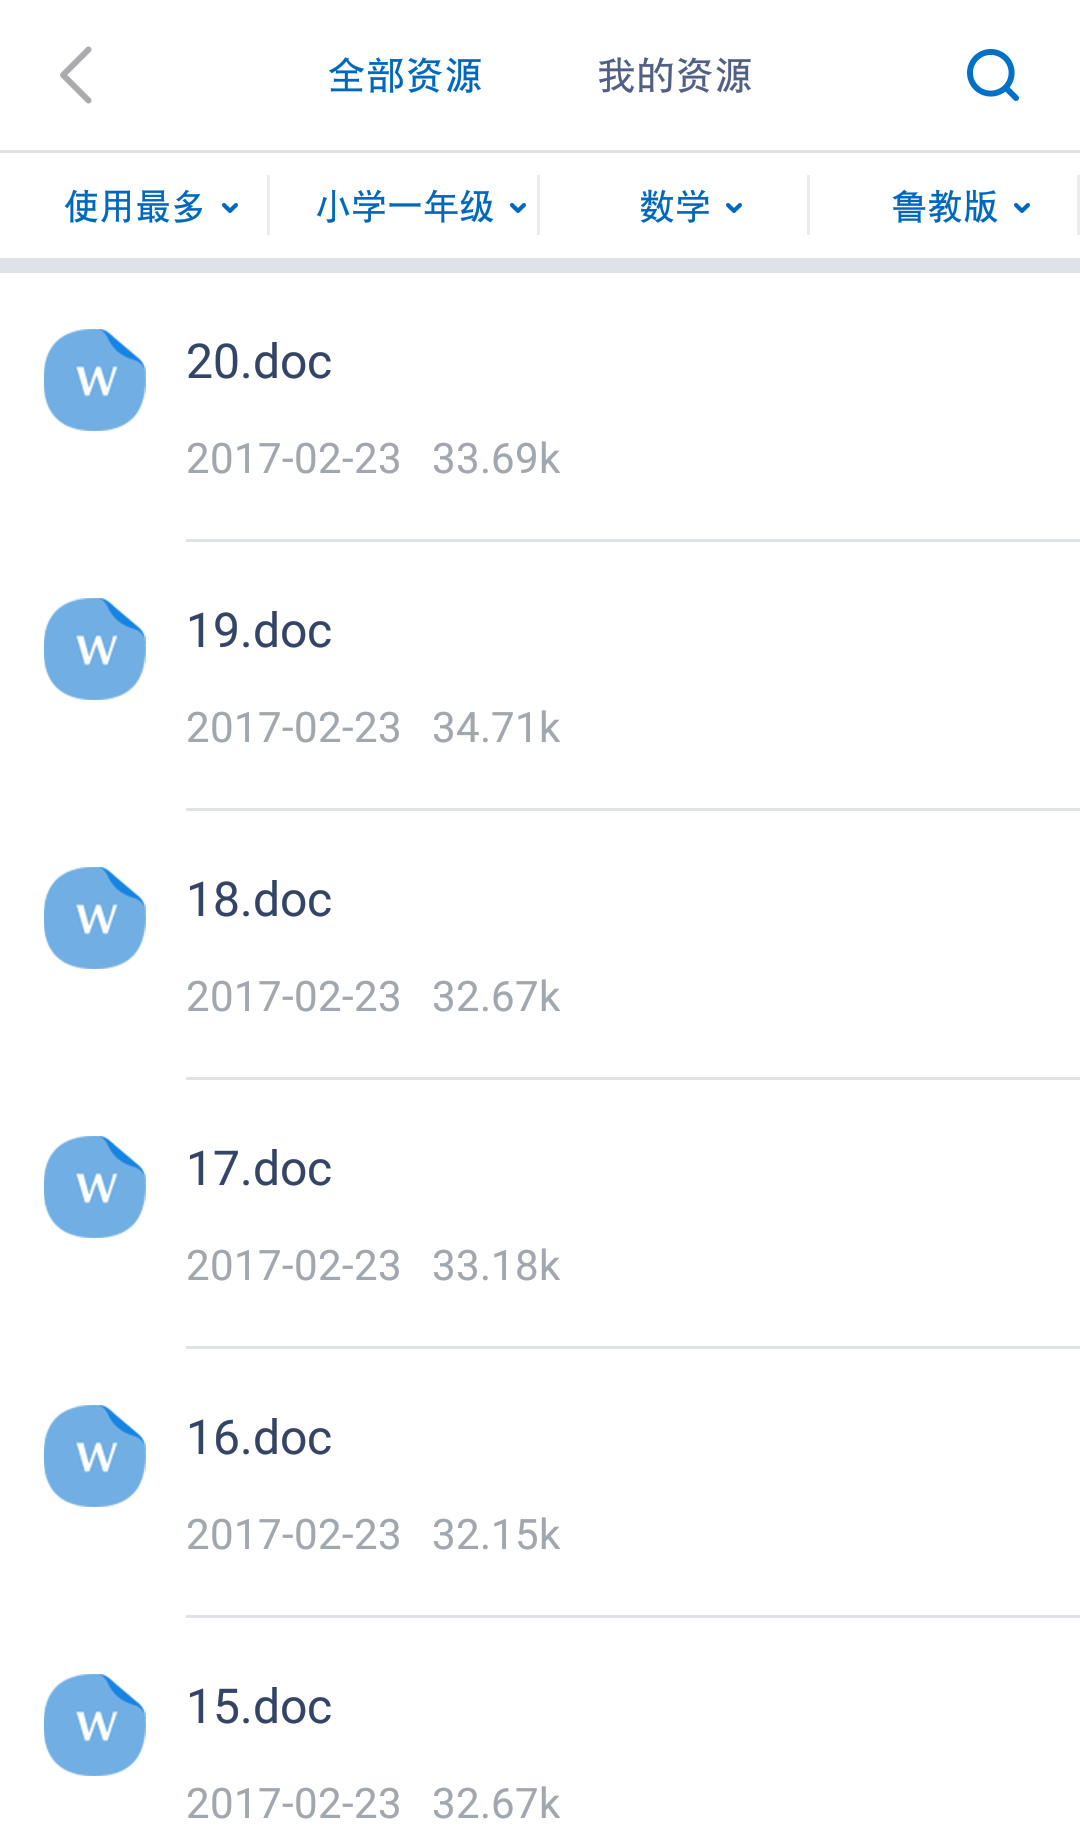 全部资源 我的资源
使用最多 小学一年级 数学 鲁教版
W 20.doc
2017-02-23 33.69k
W 19.doc
2017-02-23 34.71k
W 18.doc
2017-02-23 32.67k
W 17.doc
2017-02-23 33.18k
W 16.doc
2017-02-23 32.15k
W 15.doc
2017-02-23 32.67k